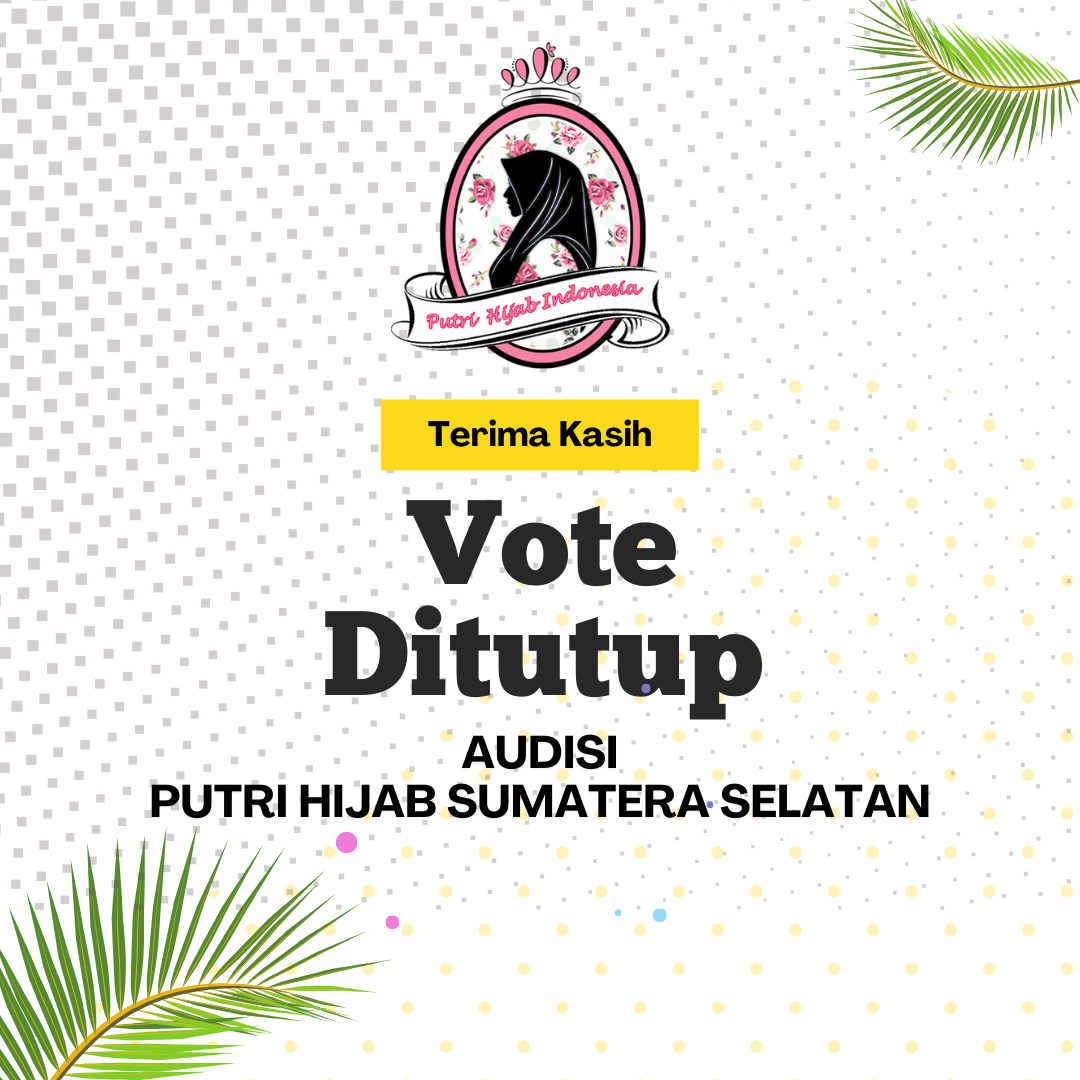 Putri Hijab Indonesia
Terima Kasih
Vote
Ditutup
AUDISI
PUTRI HIJAB SUMATERA SELATAN